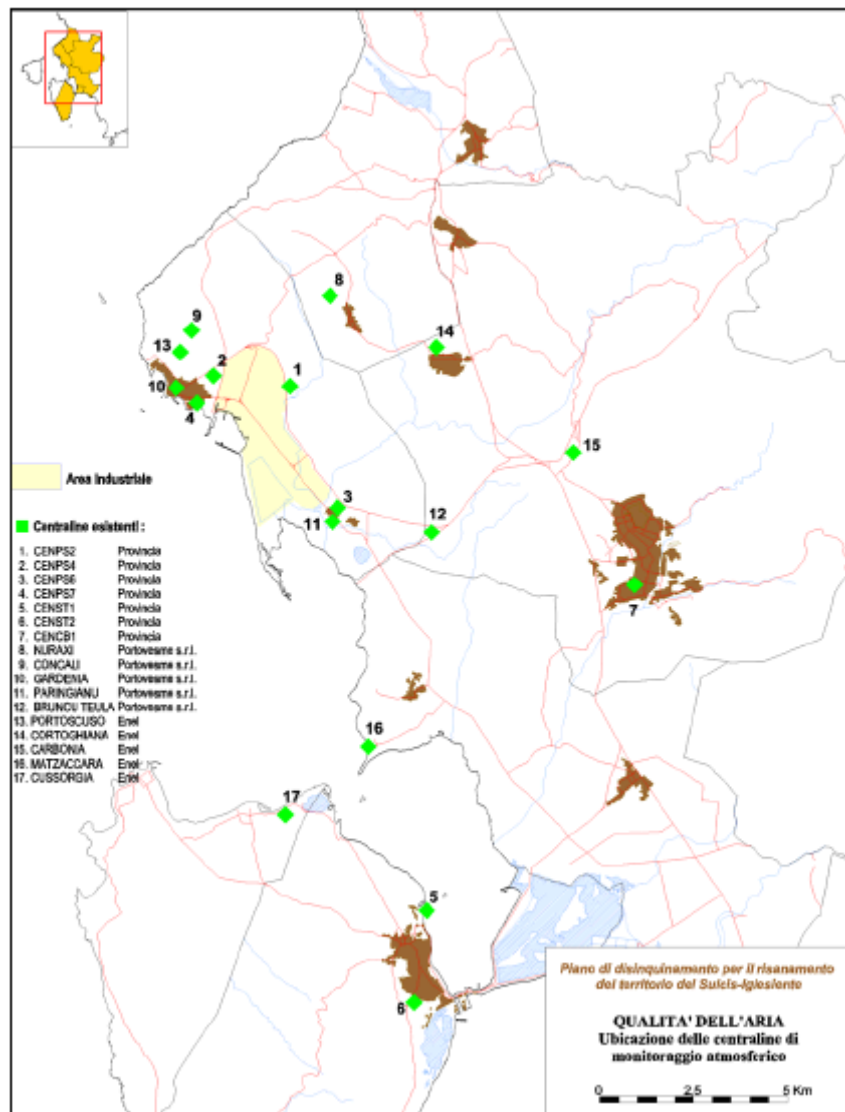 8
9
14
13
2
1
10
4
15
Area Industriale
3
Centraline esistenti :
11
12
1. CENPS2 Provincia
2. CENPS4 Provincia
3. CENPS6 Provincia
4. CENPS7 Provincia
5. CENST1 Provincia
6. CENST2 Provincia
7. CENCB1 Provincia
8. NURAXI Portovesme s.r.l.
9. CONCALI Portovesme s.r.l.
10. GARDENIA Portovesme s.r.l.
11. PARINGIANU Portovesme s.r.l.
12. BRUNCU TEULA Portovesme s.r.l.
13. PORTOSCUSO Enel
14. CORTOGHIANA Enel
15. CARBONIA Enel
16. MATZACCARA Enel
17. CUSSORGIA Enel
7
16
17
5
6
Piano di disinquinamento per il risanamento
del territorio del Sulcis-Iglesiente
QUALITA' DELL'ARIA
Ubicazione delle centraline di
monitoraggio atmosferico
0 2.5 5 Km